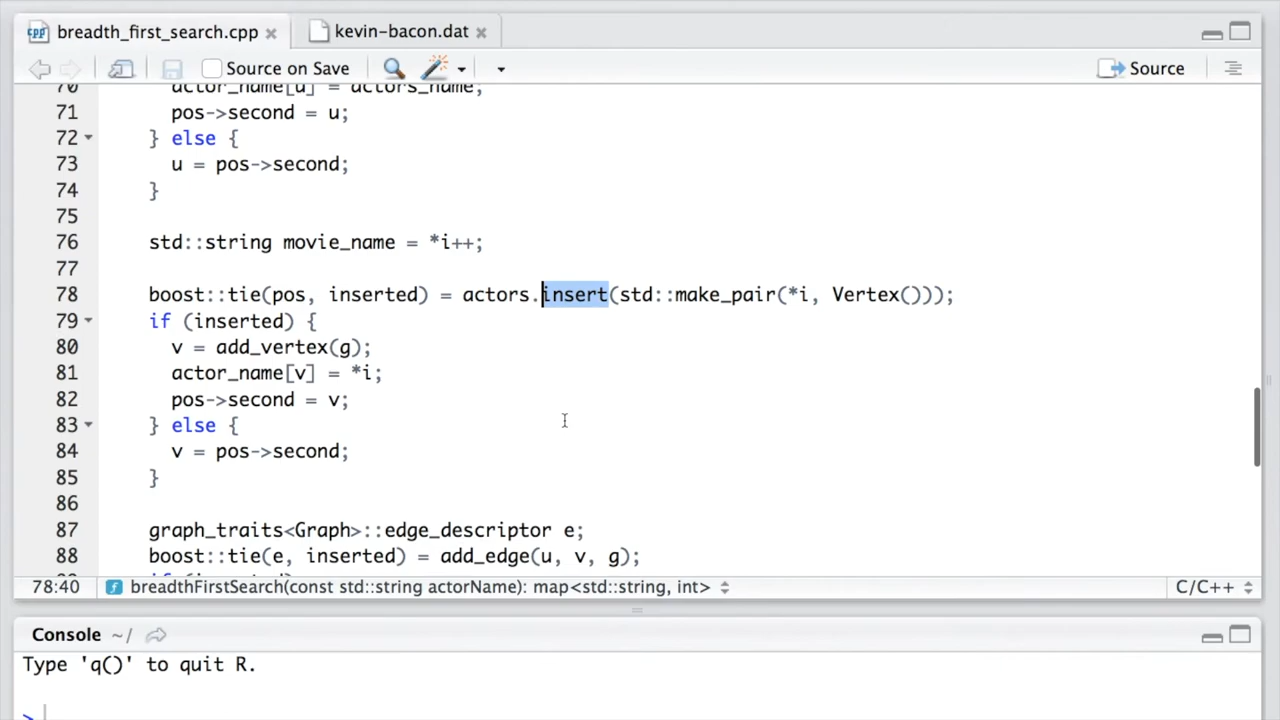 breadth_first_search.cpp
kevin-bacon.dat
Source on Save
Source
70 actor_name[u] = actors_name;
71 pos->second = u;
72 } else {
73 u = pos->second;
74 }
75
76 std::string movie_name = *i++;
77
78 boost::tie(pos, inserted) = actors.insert(std::make_pair(*i, Vertex()));
79 if (inserted) {
80 v = add_vertex(g);
81 actor_name[v] = *i;
82 pos->second = v;
83 } else {
84 v = pos->second;
85 }
86
87 graph_traits<Graph>::edge_descriptor e;
88 boost::tie(e, inserted) = add_edge(u, v, g);
78:40 breadthFirstSearch(const std::string actorName): map<std::string, int> C/C++
Console ~/
Type 'q()' to quit R.
>